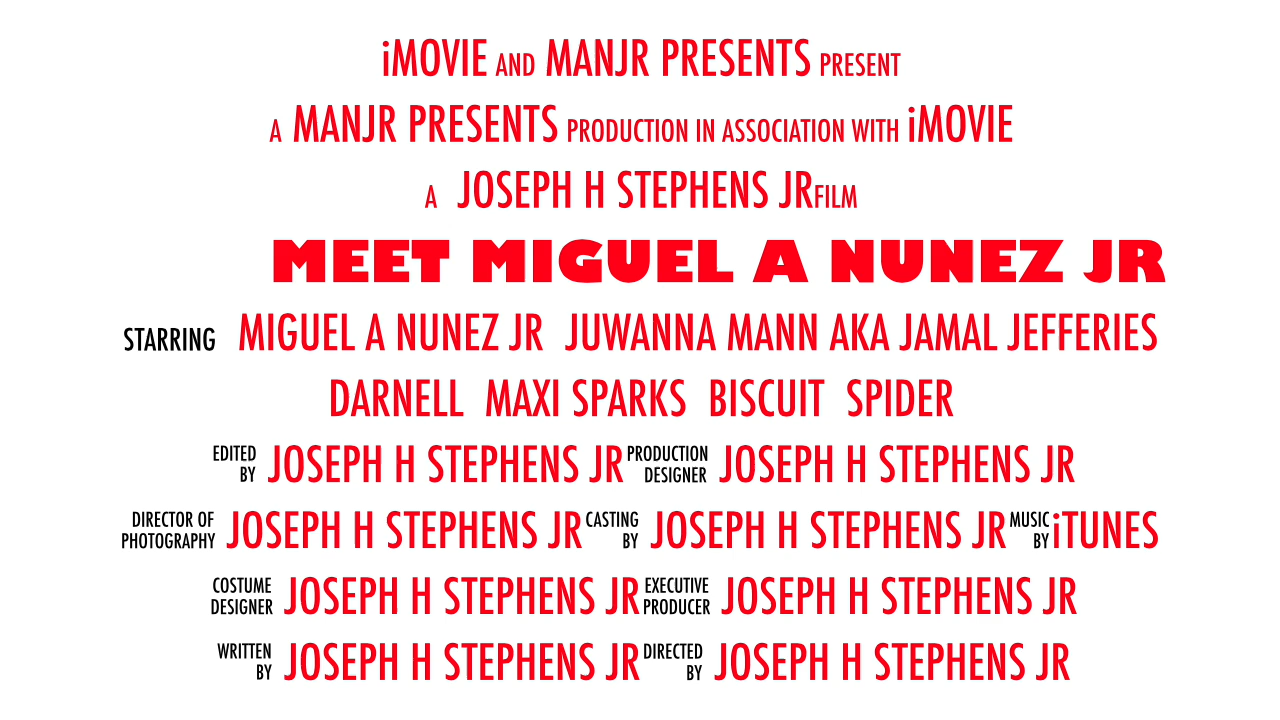 iMOVIE AND MANJR PRESENTS PRESENT
A MANJR PRESENTS PRODUCTION IN ASSOCIATION WITH iMOVIE
A JOSEPH H STEPHENS JR FILM
MEET MIGUEL A NUNEZ JR
STARRING MIGUEL A NUNEZ JR JUWANNA MANN AKA JAMAL JEFFERIES
DARNELL MAXI SPARKS BISCUIT SPIDER
EDITED BY JOSEPH H STEPHENS JR PRODUCTION DESIGNER JOSEPH H STEPHENS JR
DIRECTOR OF PHOTOGRAPHY JOSEPH H STEPHENS JR CASTING BY JOSEPH H STEPHENS JR MUSIC BY iTUNES
COSTUME DESIGNER JOSEPH H STEPHENS JR EXECUTIVE PRODUCER JOSEPH H STEPHENS JR
WRITTEN BY JOSEPH H STEPHENS JR DIRECTED BY JOSEPH H STEPHENS JR